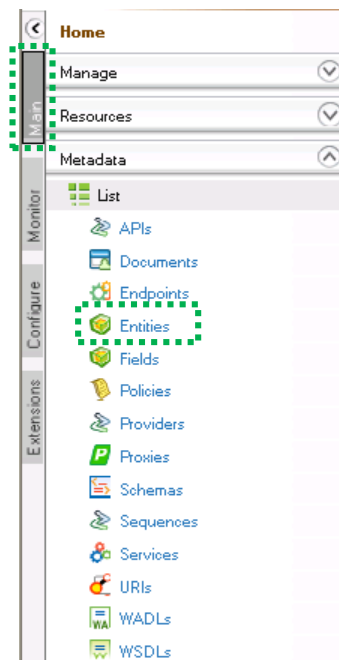 Home
Main
Manage
Resources
Metadata
Monitor
List
APIs
Documents
Configure
Endpoints
Entities
Fields
Extensions
Policies
Providers
P
Proxies
Schemas
Sequences
Services
URIs
WA
WADLs
WSDLs